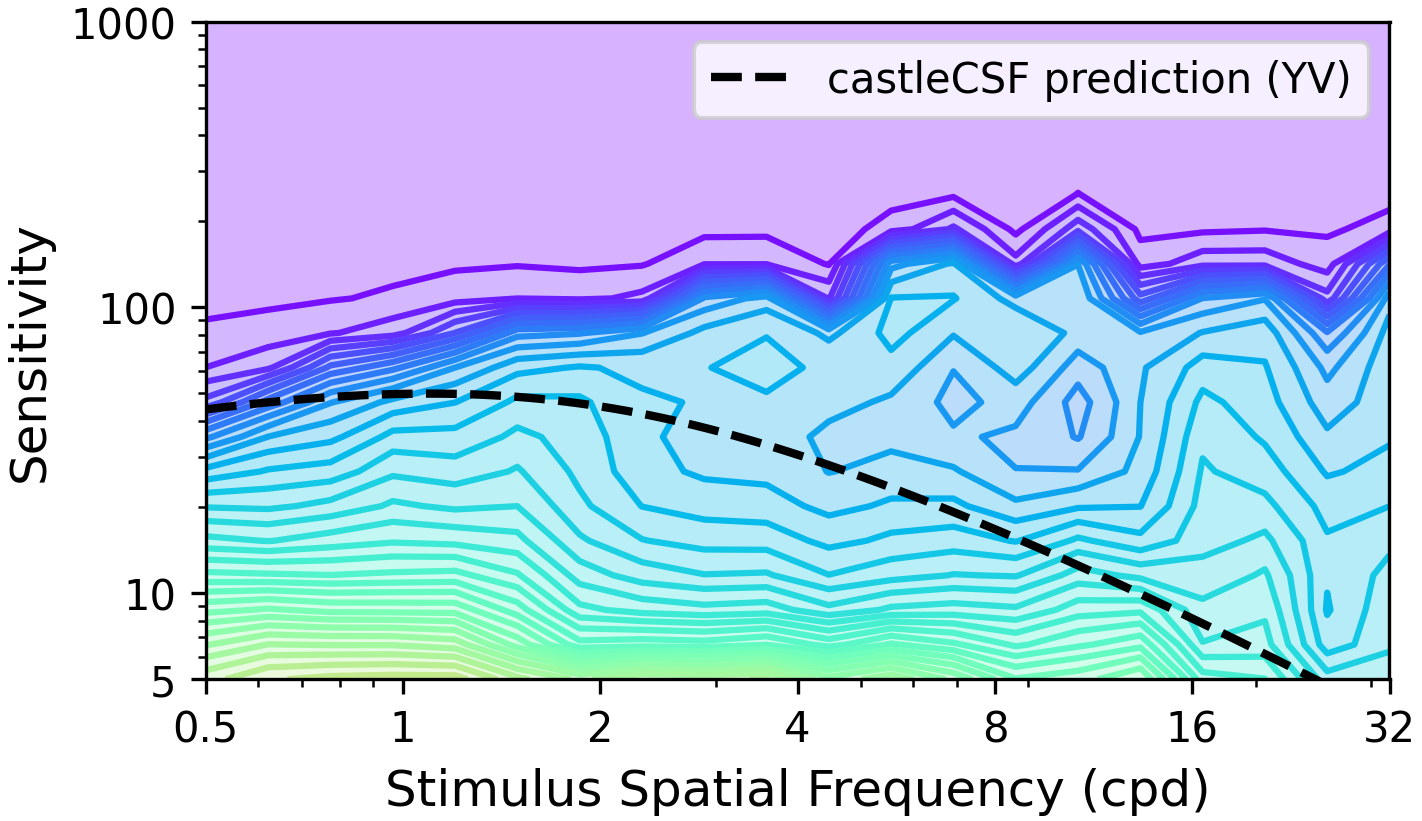 1000
castleCSF prediction (YV)
100
10
5
Sensitivity
0.5 1 2 4 8 16 32
Stimulus Spatial Frequency (cpd)